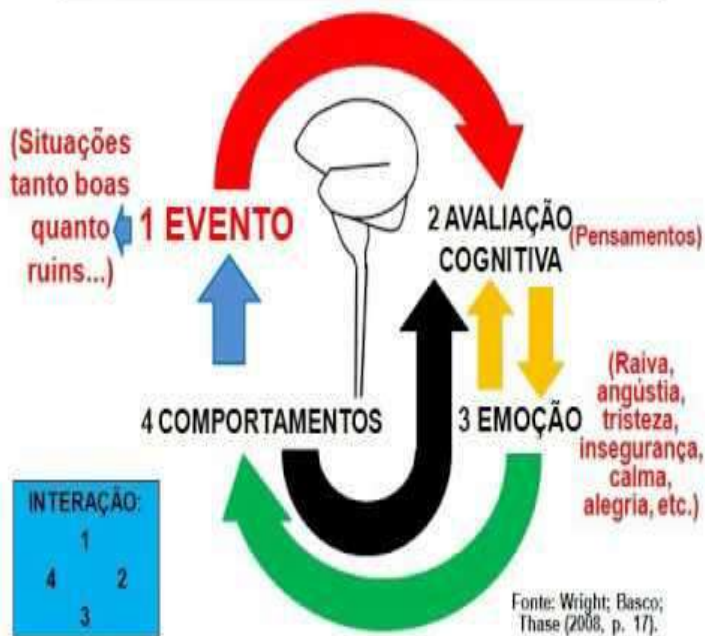 (Situações
tanto boas
quanto
ruins...)
1 EVENTO
2 AVALIAÇÃO
COGNITIVA
(Pensamentos)
4 COMPORTAMENTOS
3 EMOÇÃO
(Raiva,
angústia,
tristeza,
insegurança,
calma,
alegria, etc.)
INTERAÇÃO:
1
4 2
3
Fonte: Wright; Basco;
Thase (2008, p. 17).